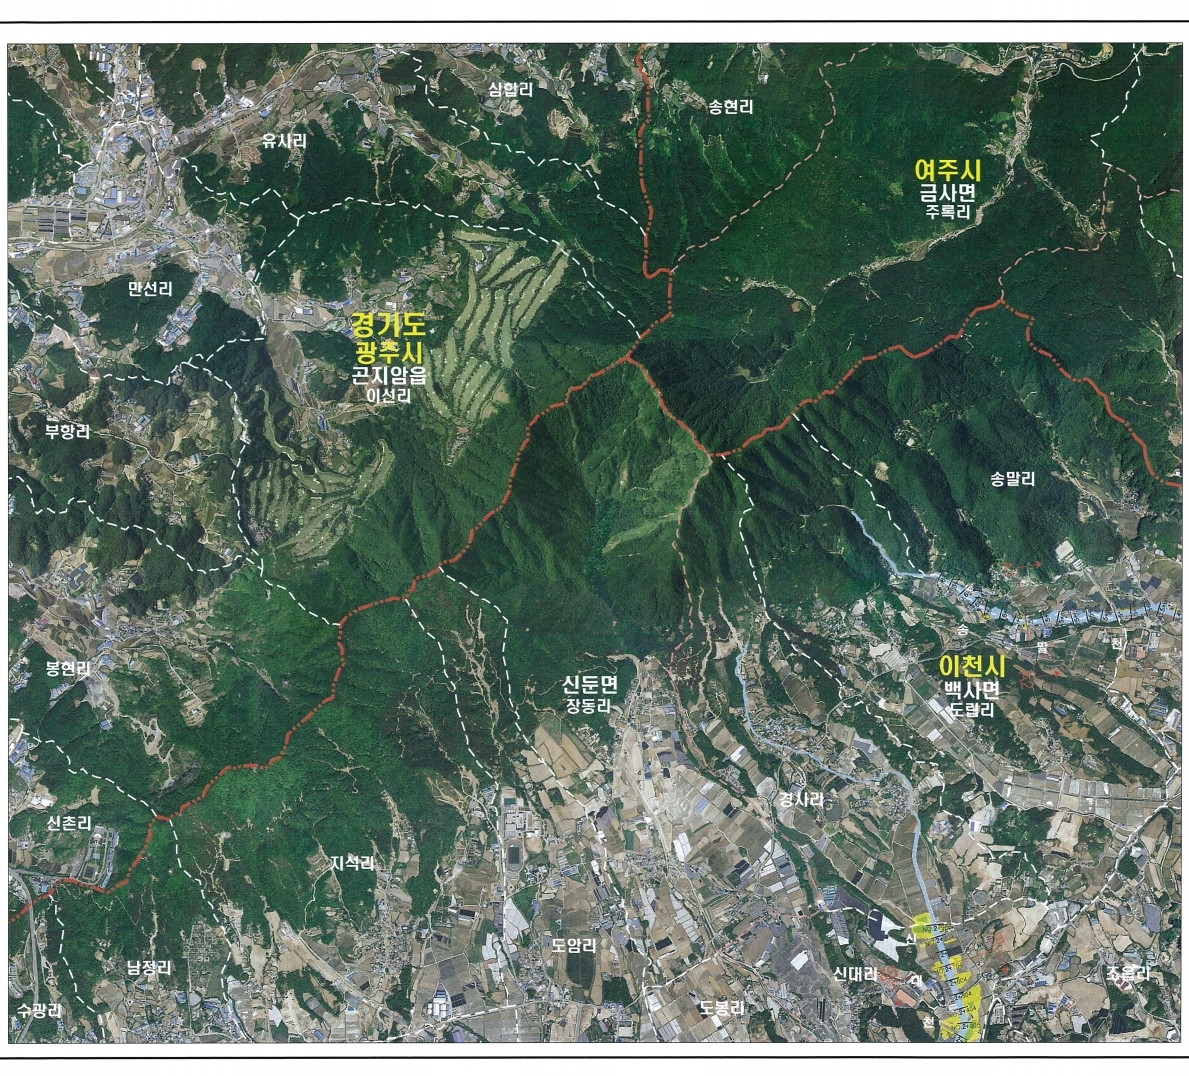 삼합리
송현리
유사리
여주시
금사면
주록리
만선리
경기도
광주시
곤지암읍
이선리
부항리
송말리
송
말
천
이천시
백사면
도립리
봉현리
신둔면
장동리
경사리
신촌리
지석리
도암리
남정리
신대리
조읍리
수광리
도봉리
신
대
천